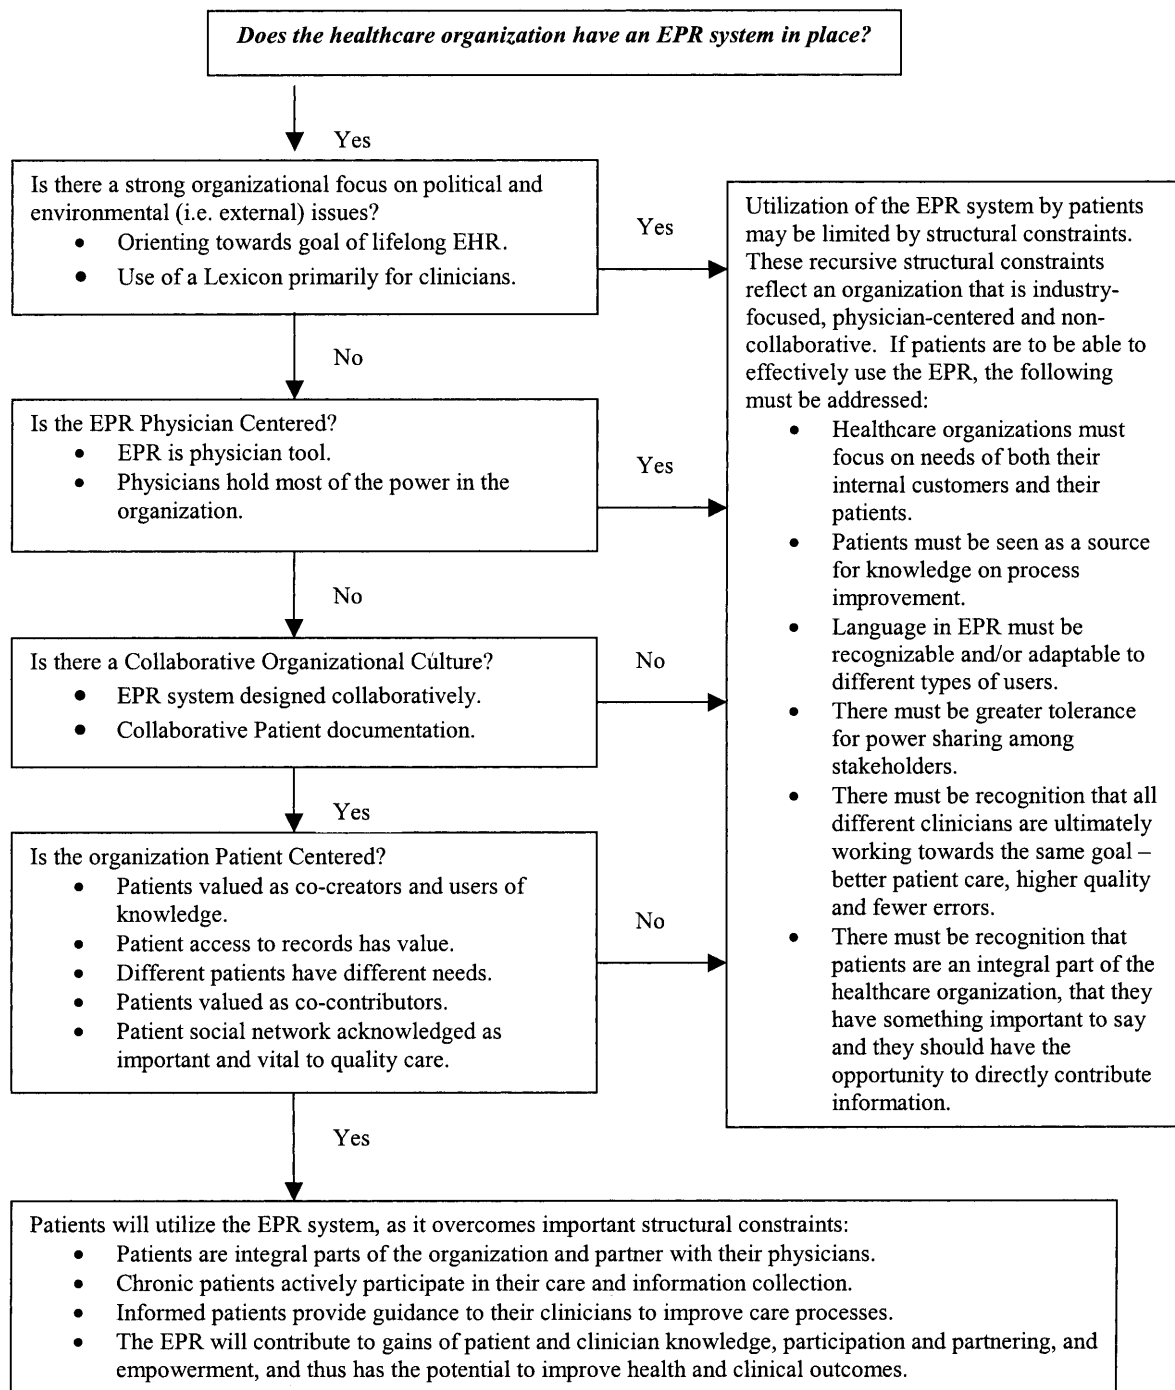 Does the healthcare organization have an EPR system in place?
Yes
Is there a strong organizational focus on political and
environmental (i.e. external) issues?
• Orienting towards goal of lifelong EHR.
• Use of a Lexicon primarily for clinicians.
Yes
No
Is the EPR Physician Centered?
• EPR is physician tool.
• Physicians hold most of the power in the
organization.
Yes
No
Is there a Collaborative Organizational Culture?
• EPR system designed collaboratively.
• Collaborative Patient documentation.
No
Yes
Is the organization Patient Centered?
• Patients valued as co-creators and users of
knowledge.
• Patient access to records has value.
• Different patients have different needs.
• Patients valued as co-contributors.
• Patient social network acknowledged as
important and vital to quality care.
No
Yes
Utilization of the EPR system by patients
may be limited by structural constraints.
These recursive structural constraints
reflect an organization that is industry-
focused, physician-centered and non-
collaborative. If patients are to be able to
effectively use the EPR, the following
must be addressed:
• Healthcare organizations must
focus on needs of both their
internal customers and their
patients.
• Patients must be seen as a source
for knowledge on process
improvement.
• Language in EPR must be
recognizable and/or adaptable to
different types of users.
• There must be greater tolerance
for power sharing among
stakeholders.
• There must be recognition that all
different clinicians are ultimately
working towards the same goal –
better patient care, higher quality
and fewer errors.
• There must be recognition that
patients are an integral part of the
healthcare organization, that they
have something important to say
and they should have the
opportunity to directly contribute
information.
Patients will utilize the EPR system, as it overcomes important structural constraints:
• Patients are integral parts of the organization and partner with their physicians.
• Chronic patients actively participate in their care and information collection.
• Informed patients provide guidance to their clinicians to improve care processes.
• The EPR will contribute to gains of patient and clinician knowledge, participation and partnering, and
empowerment, and thus has the potential to improve health and clinical outcomes.